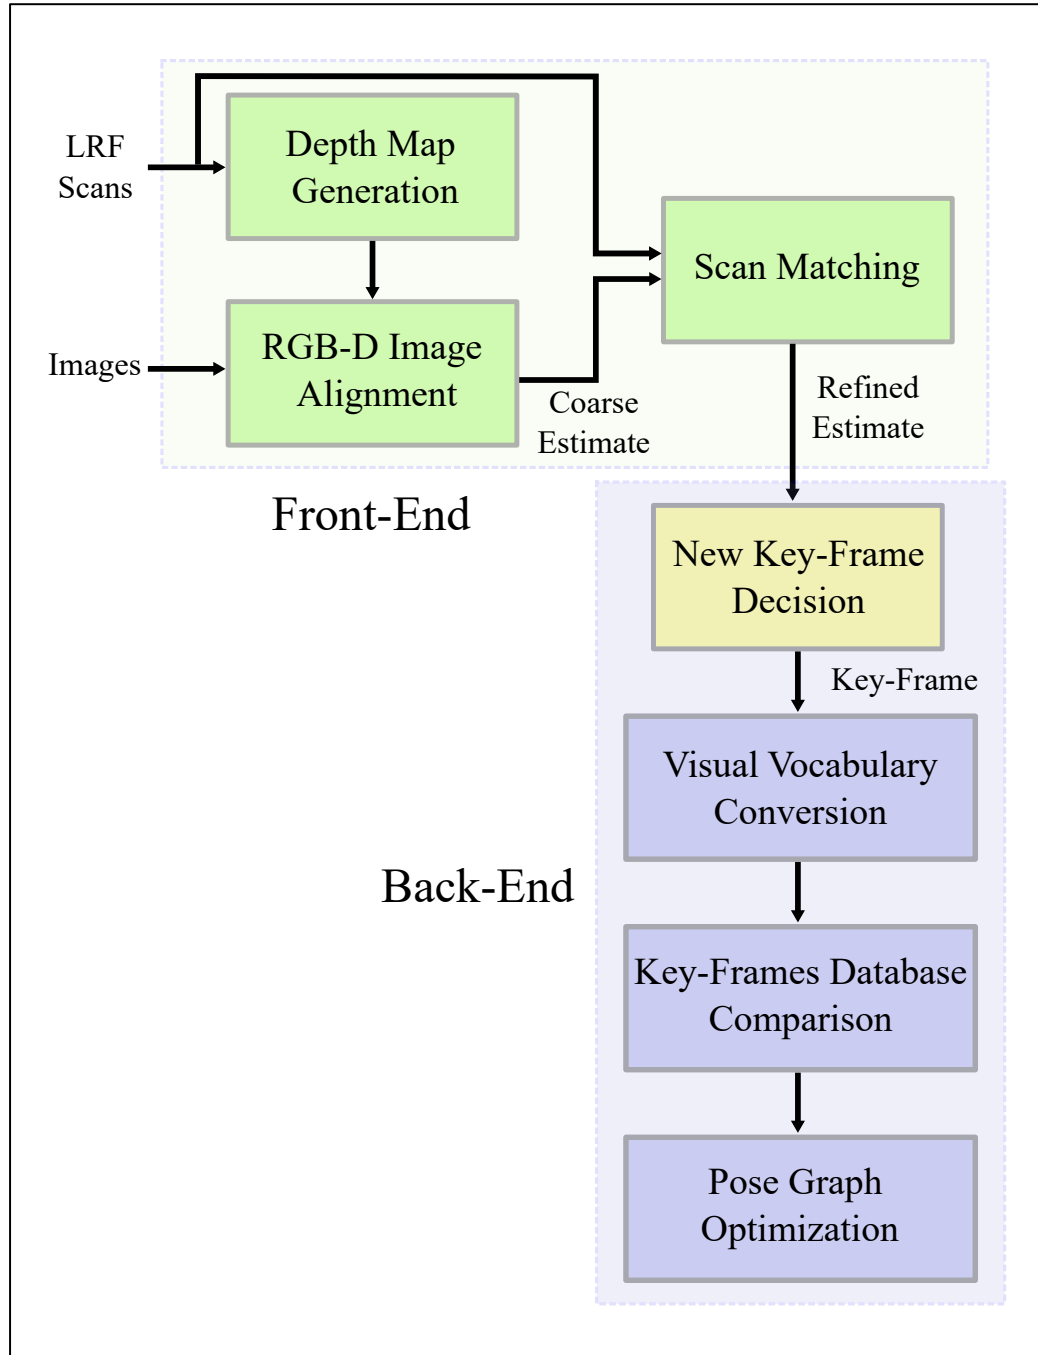 LRF
Scans
Depth Map
Generation
Scan Matching
Images
RGB-D Image
Alignment
Coarse
Estimate
Refined
Estimate
Front-End
New Key-Frame
Decision
Key-Frame
Visual Vocabulary
Conversion
Back-End
Key-Frames Database
Comparison
Pose Graph
Optimization